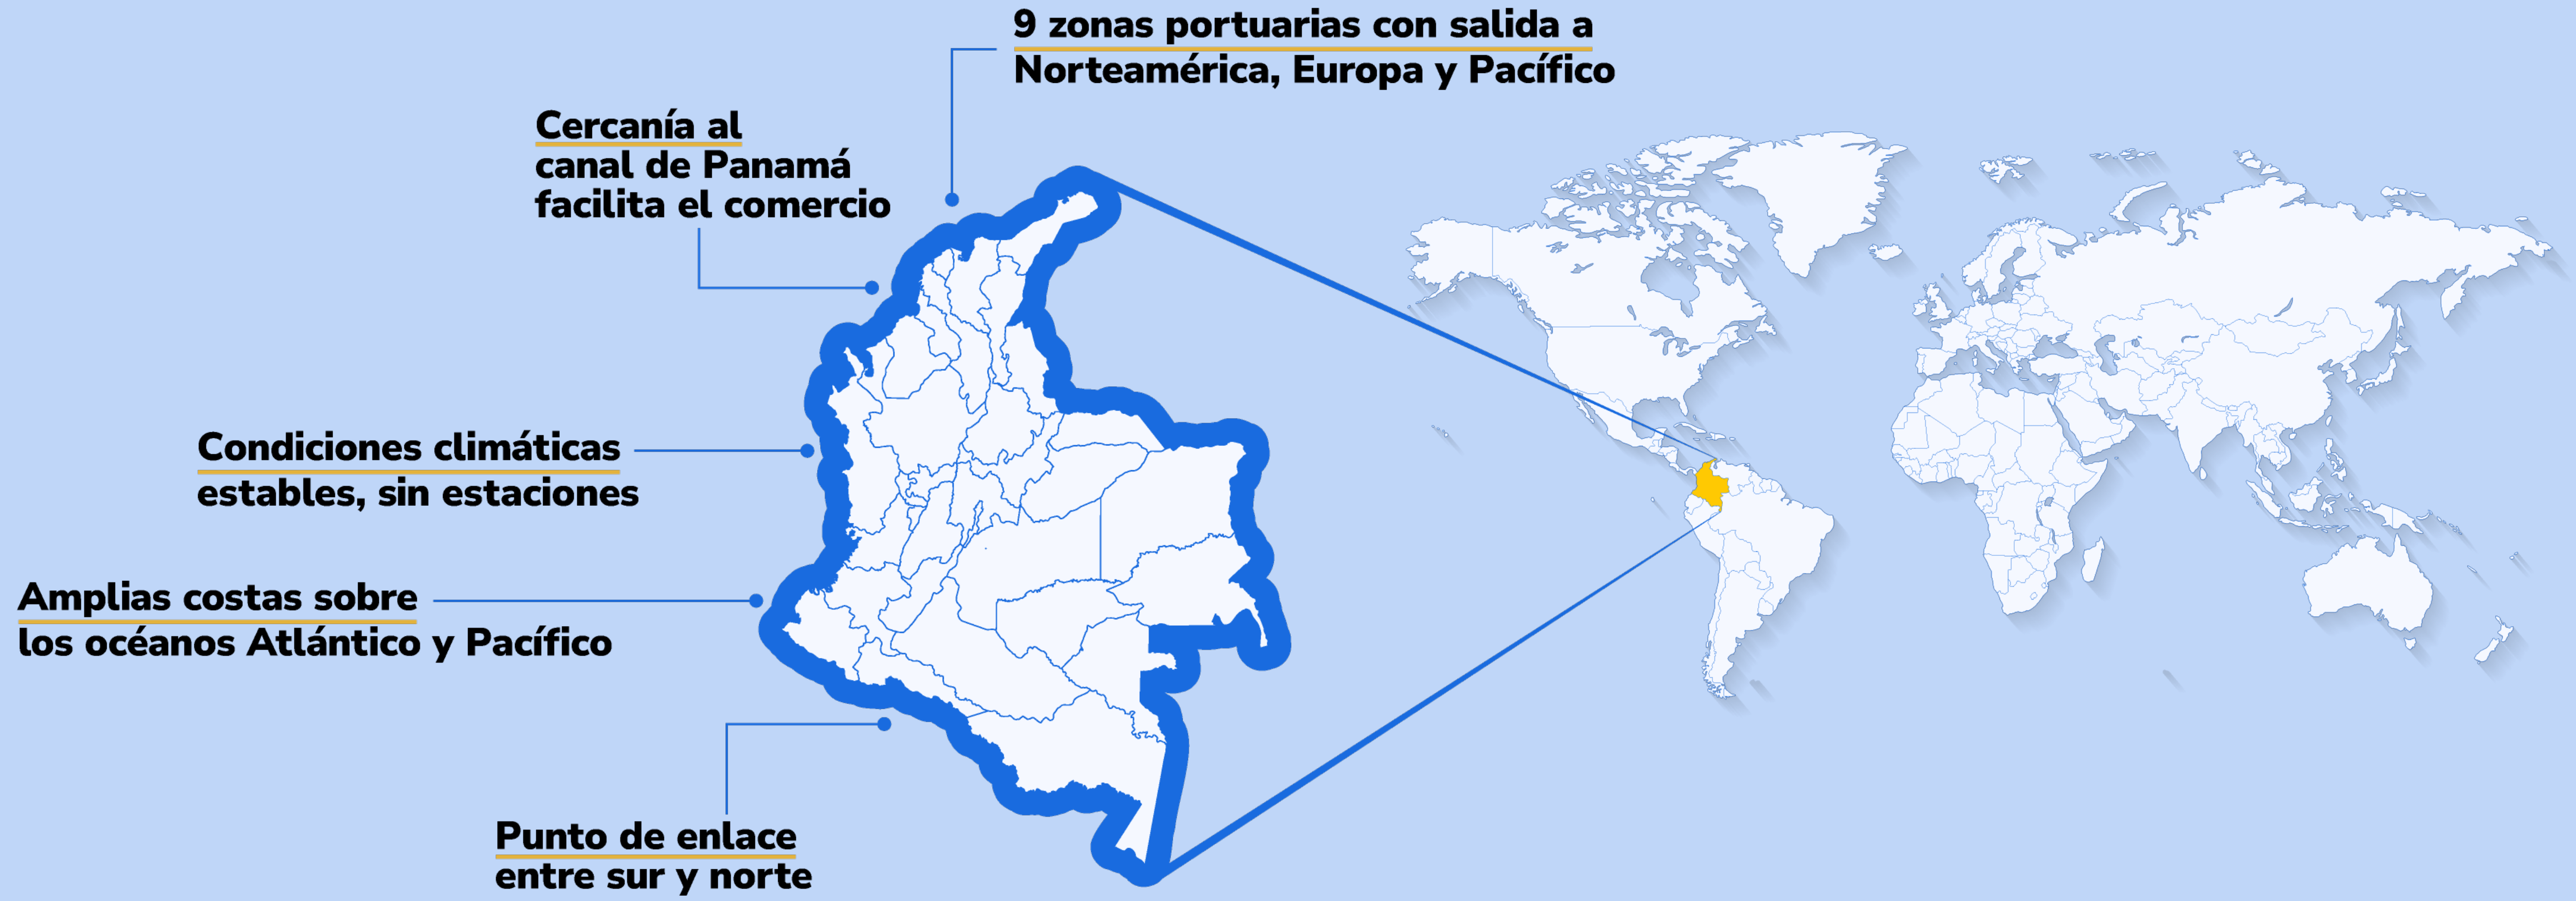 9 zonas portuarias con salida a
Norteamérica, Europa y Pacífico
Cercanía al
canal de Panamá
facilita el comercio
Condiciones climáticas
estables, sin estaciones
Amplias costas sobre
los océanos Atlántico y Pacífico
Punto de enlace
entre sur y norte